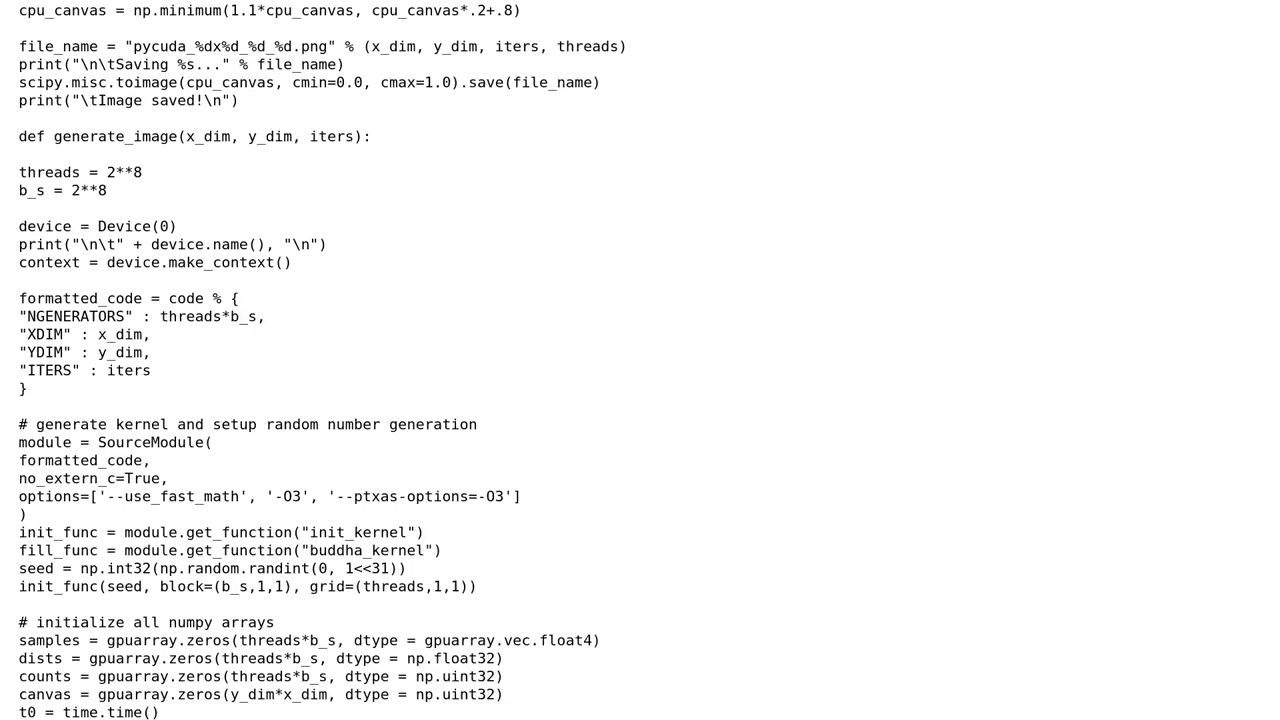 cpu_canvas = np.minimum(1.1*cpu_canvas, cpu_canvas*.2+.8)
file_name = "pycuda_%dx%d_%d_%d.png" % (x_dim, y_dim, iters, threads)
print("\n\tSaving %s..." % file_name)
scipy.misc.toimage(cpu_canvas, cmin=0.0, cmax=1.0).save(file_name)
print("\tImage saved!\n")
def generate_image(x_dim, y_dim, iters):
threads = 2**8
b_s = 2**8
device = Device(0)
print("\n\t" + device.name(), "\n")
context = device.make_context()
formatted_code = code % {
"NGENERATORS" : threads*b_s,
"XDIM" : x_dim,
"YDIM" : y_dim,
"ITERS" : iters
}
# generate kernel and setup random number generation
module = SourceModule(
formatted_code,
no_extern_c=True,
options=['--use_fast_math', '-O3', '--ptxas-options=-O3']
)
init_func = module.get_function("init_kernel")
fill_func = module.get_function("buddha_kernel")
seed = np.int32(np.random.randint(0, 1<<31))
init_func(seed, block=(b_s,1,1), grid=(threads,1,1))
# initialize all numpy arrays
samples = gpuarray.zeros(threads*b_s, dtype = gpuarray.vec.float4)
dists = gpuarray.zeros(threads*b_s, dtype = np.float32)
counts = gpuarray.zeros(threads*b_s, dtype = np.uint32)
canvas = gpuarray.zeros(y_dim*x_dim, dtype = np.uint32)
t0 = time.time()